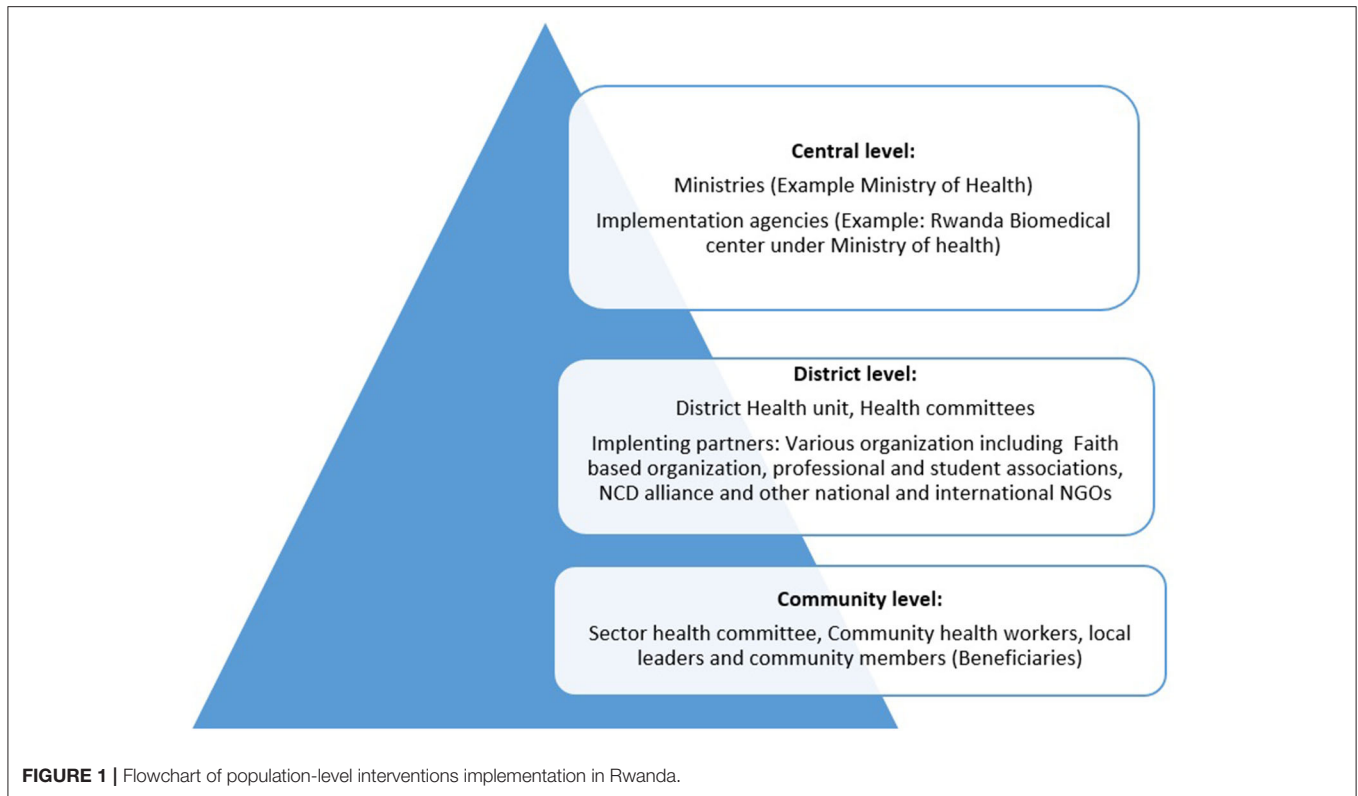 Central level:
Ministries (Example Ministry of Health)
Implementation agencies (Example: Rwanda Biomedical
center under Ministry of health)
District level:
District Health unit, Health committees
Implenting partners: Various organization including Faith
based organization, professional and student associations,
NCD alliance and other national and international NGOs
Community level:
Sector health committee, Community health workers, local
leaders and community members (Beneficiaries)
FIGURE 1 | Flowchart of population-level interventions implementation in Rwanda.